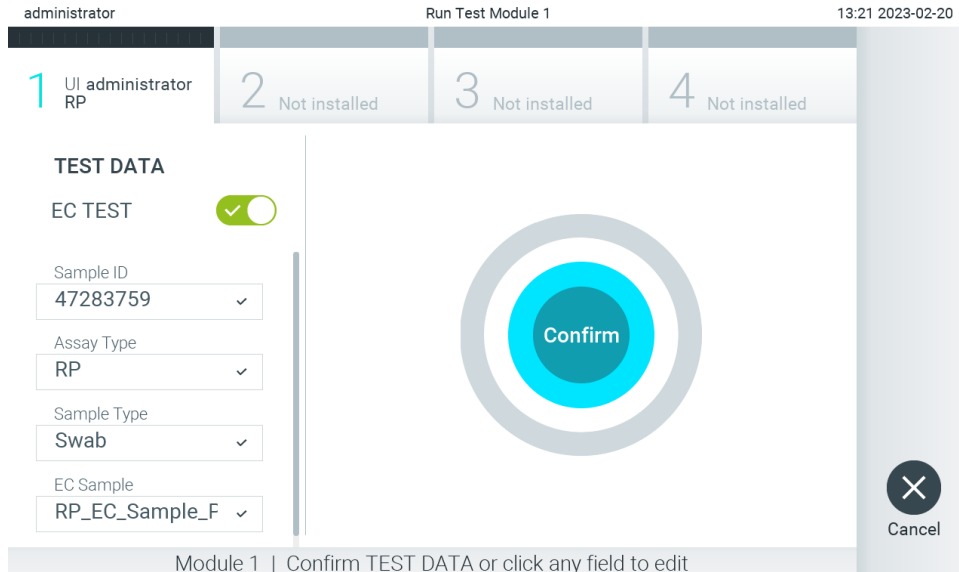 administrator
Run Test Module 1
13:21 2023-02-20
1
UI administrator
RP
2 Not installed
3 Not installed
4 Not installed
TEST DATA
EC TEST
Sample ID
47283759
Assay Type
RP
Sample Type
Swab
EC Sample
RP_EC_Sample_F
Confirm
Cancel
Module 1 | Confirm TEST DATA or click any field to edit